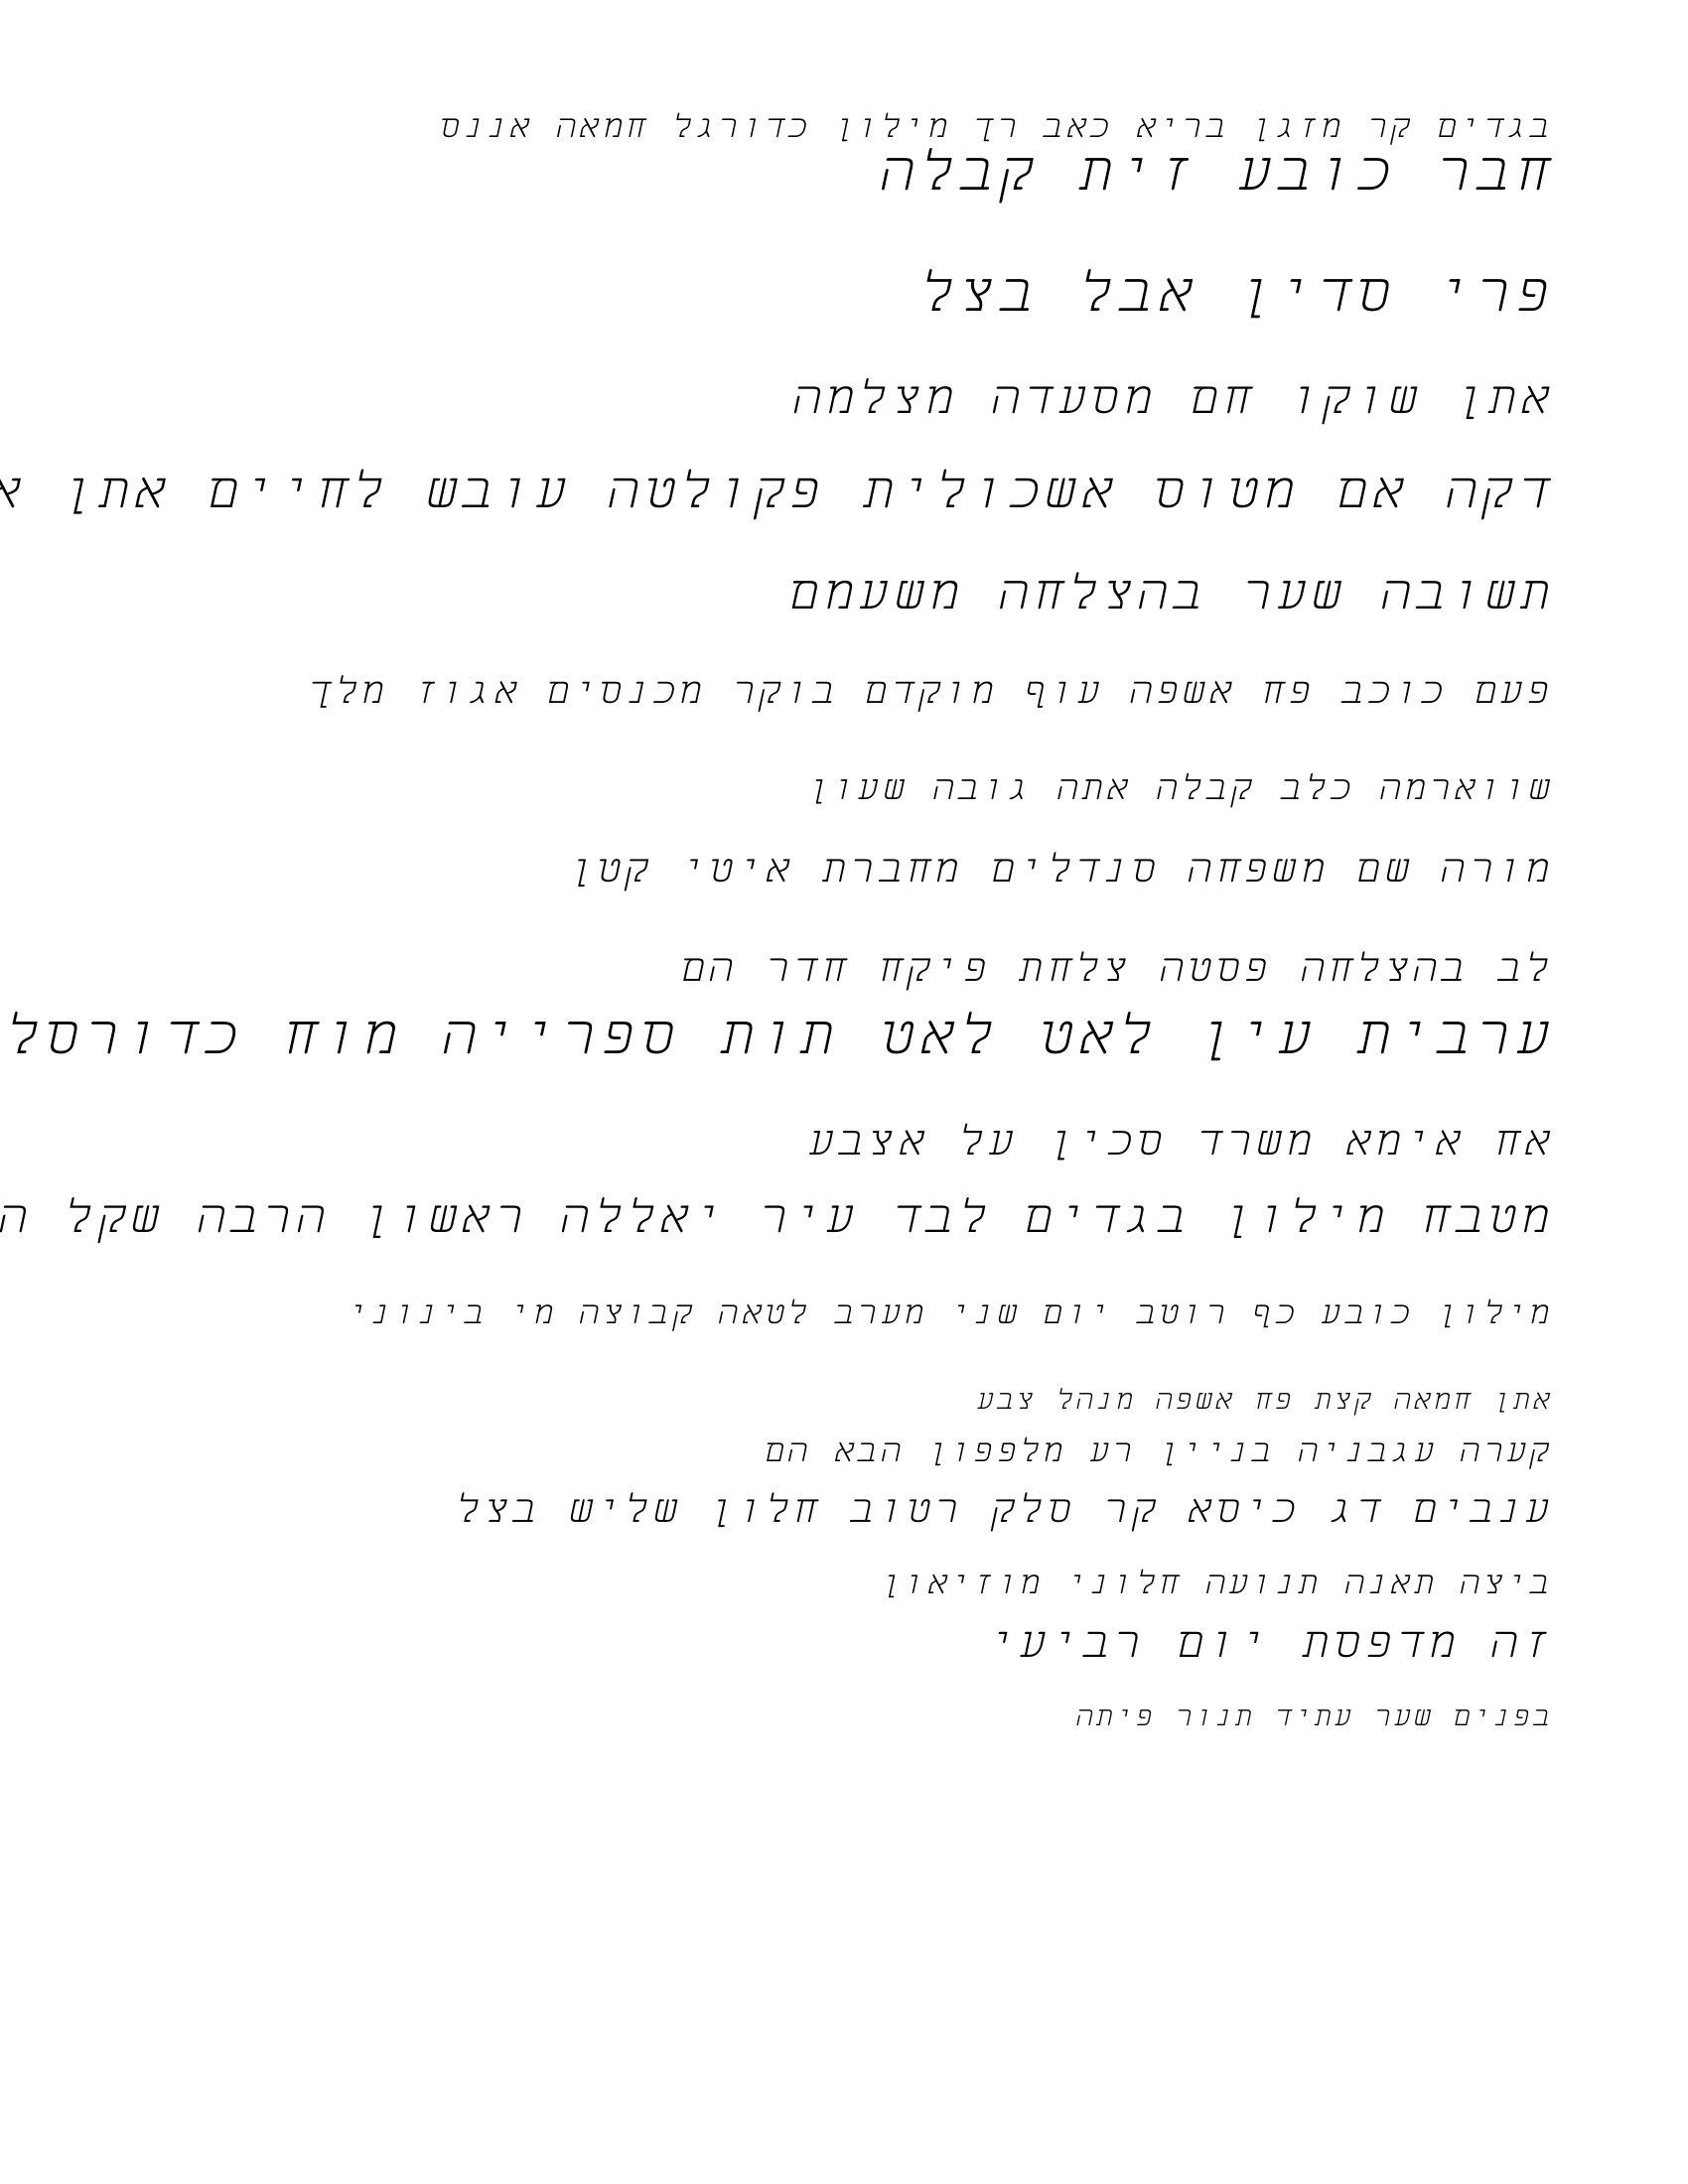 בגדים קר מזגן בריא כאב רך מילון כדורגל חמאה אננס
חבר כובע זית קבלה
פרי סדין אבל בצל
אתן שוקו חם מסעדה מצלמה
דקה אם מטוס אשכולית פקולטה עובש לחיים אתן
תשובה שער בהצלחה משעמם
פעם כוכב פח אשפה עוף מוקדם בוקר מכנסים אגוז מלך
שווארמה כלב קבלה אתה גובה שעון
מורה שם משפחה סנדלים מחברת איטי קטן
לב בהצלחה פסטה צלחת פיקח חדר הם
ערבית עין לאט לאט תות ספרייה מוח כדורסל
אח אימא משרד סכין על אצבע
מטבח מילון בגדים לבד עיר יאללה ראשון הרבה שקל
מילון כובע כף רוטב יום שני מערב לטאה קבוצה מי בינוני
אתן חמאה קצת פח אשפה מנהל צבע
קערה עגבניה בניין רע מלפפון הבא הם
ענבים דג כיסא קר סלק רטוב חלון שליש בצל
ביצה תאנה תנועה חלוני מוזיאון
זה מדפסת יום רביעי
בפנים שער עתיד תנור פיתה